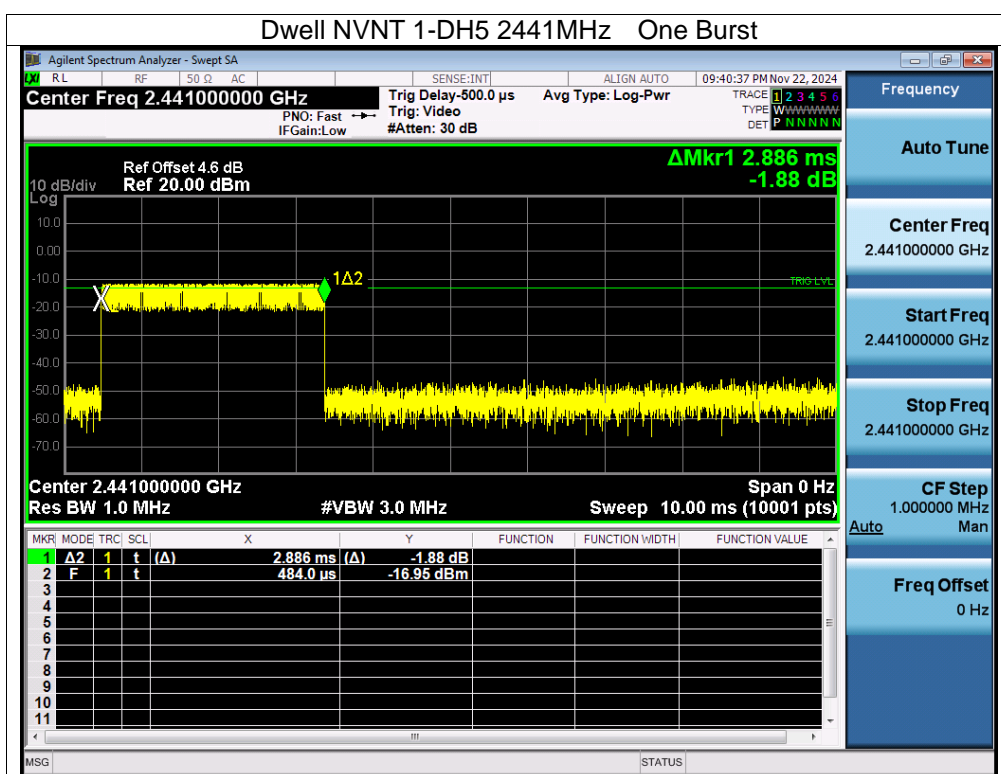 Dwell NVNT 1-DH5 2441MHz One Burst
Agilent Spectrum Analyzer - Swept SA
LXI RL RF 50 Ω AC SENSE:INT ALIGN AUTO 09:40:37 PM Nov 22, 2024
Center Freq 2.441000000 GHz Trig Delay-500.0 µs Avg Type: Log-Pwr TRACE 1 2 3 4 5 6
PNO: Fast Trig: Video TYPE WWWWWW
IFGain:Low #Atten: 30 dB DET P N N N N N
Ref Offset 4.6 dB ΔMkr1 2.886 ms
10 dB/div Ref 20.00 dBm -1.88 dB
Log
10.0
0.00
-10.0 1Δ2 TRIG LVL
-20.0
-30.0
-40.0
-50.0
-60.0
-70.0
Center 2.441000000 GHz Span 0 Hz
Res BW 1.0 MHz #VBW 3.0 MHz Sweep 10.00 ms (10001 pts)
MKR MODE TRC SCL X Y FUNCTION FUNCTION WIDTH FUNCTION VALUE
1 Δ2 1 t (Δ) 2.886 ms (Δ) -1.88 dB
2 F 1 t 484.0 µs -16.95 dBm
3
4
5
6
7
8
9
10
11
MSG STATUS
Frequency
Auto Tune
Center Freq
2.441000000 GHz
Start Freq
2.441000000 GHz
Stop Freq
2.441000000 GHz
CF Step
1.000000 MHz
Auto Man
Freq Offset
0 Hz